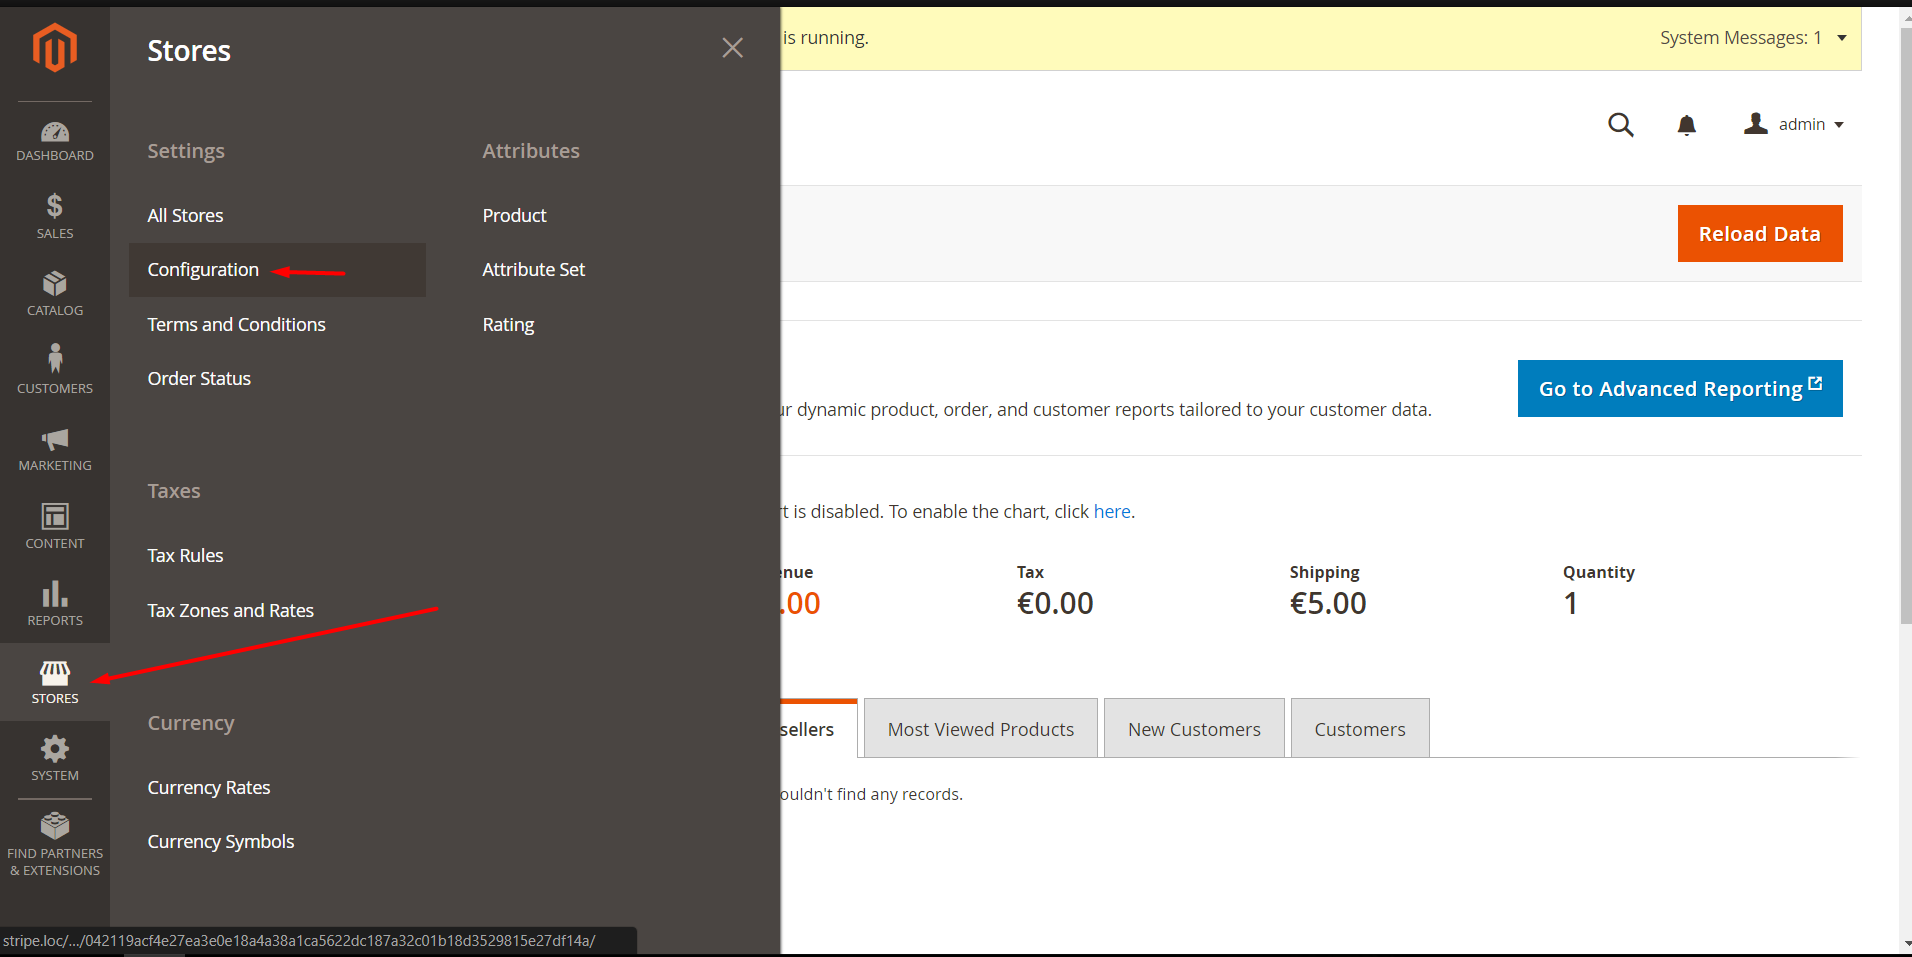 DASHBOARD
SALES
CATALOG
CUSTOMERS
MARKETING
CONTENT
REPORTS
STORES
SYSTEM
FIND PARTNERS
& EXTENSIONS
Stores
Settings
All Stores
Configuration
Terms and Conditions
Order Status
Attributes
Product
Attribute Set
Rating
Taxes
Tax Rules
Tax Zones and Rates
Currency
Currency Rates
Currency Symbols
is running.
System Messages: 1
admin
Reload Data
ur dynamic product, order, and customer reports tailored to your customer data.
Go to Advanced Reporting
rt is disabled. To enable the chart, click here.
enue
.00
Tax
€0.00
Shipping
€5.00
Quantity
1
sellers
Most Viewed Products
New Customers
Customers
ouldn't find any records.
stripe.loc/.../042119acf4e27ea3e0e18a4a38a1ca5622dc187a32c01b18d3529815e27df14a/